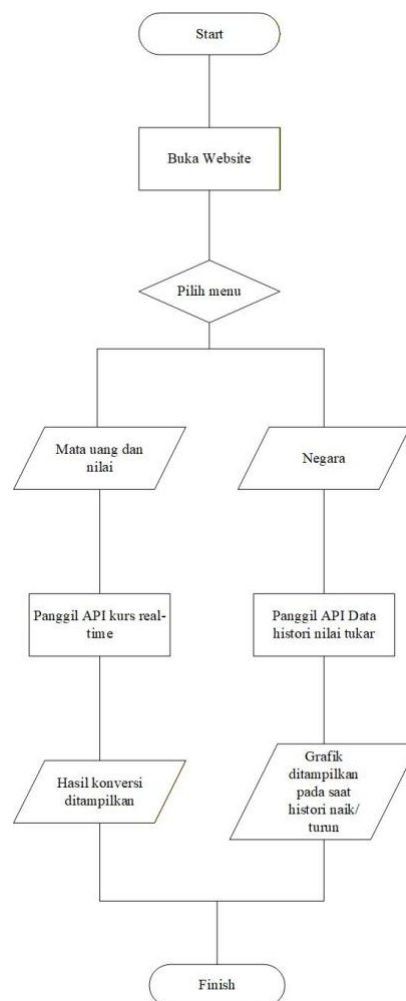 Start
Buka Website
Pilih menu
Mata uang dan
nilai
Negara
Panggil API kurs real-
time
Panggil API Data
histori nilai tukar
Hasil konversi
ditampilkan
Grafik
ditampilkan
pada saat
histori naik/
turun
Finish